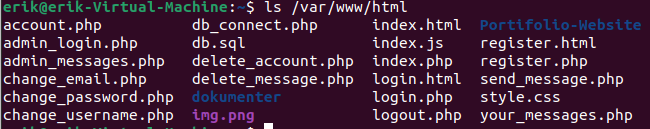 erik@erik-Virtual-Machine:~$ ls /var/www/html
account.php db_connect.php index.html Portifolio-Website
admin_login.php db.sql index.js register.html
admin_messages.php delete_account.php index.php register.php
change_email.php delete_message.php login.html send_message.php
change_password.php dokumenter login.php style.css
change_username.php img.png logout.php your_messages.php